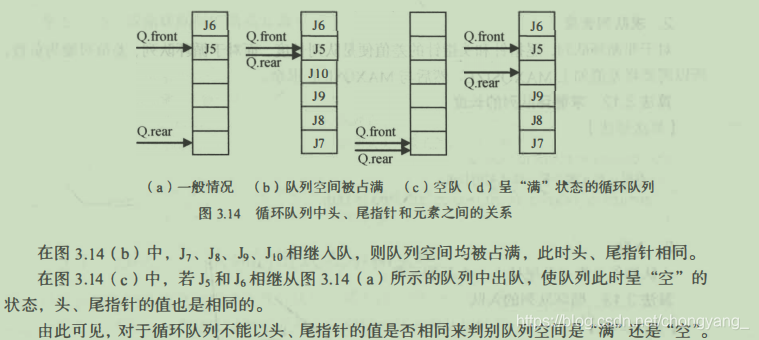 J6 J6 J6
Q.front J5 Q.front J5 Q.front J5
Q.rear J10 Q.rear
J9 J9
J8 J8
Q.rear J7 Q.front J7
Q.rear
(a)一般情况 (b)队列空间被占满 (c)空队(d)呈“满”状态的循环队列
图 3.14 循环队列中头、尾指针和元素之间的关系
在图 3.14(b)中,J7、J8、J9、J10 相继入队,则队列空间均被占满,此时头、尾指针相同。
在图 3.14(c)中,若 J5 和 J6 相继从图 3.14(a)所示的队列中出队,使队列此时呈“空”的
状态,头、尾指针的值也是相同的。
由此可见,对于循环队列不能以头、尾指针的值是否相同来判别队列空间是“满”还是“空”。
https://blog.csdn.net/chongyang_